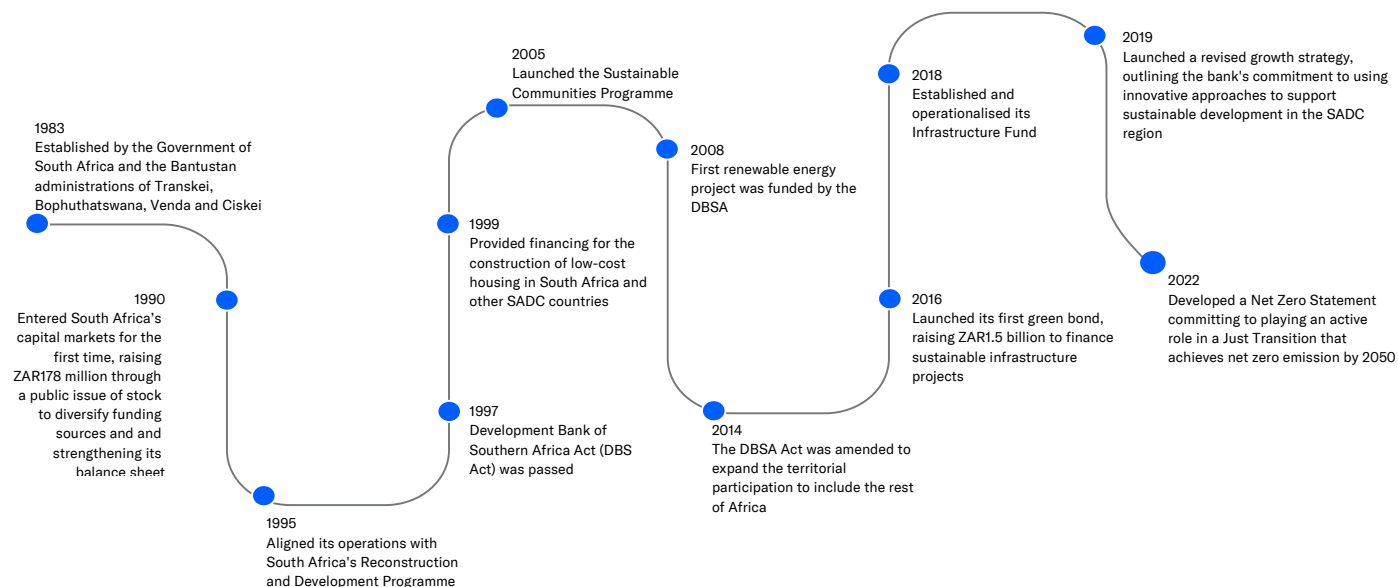 1983
Established by the Government of
South Africa and the Bantustan
administrations of Transkei,
Bophuthatswana, Venda and Ciskei
1990
Entered South Africa's
capital markets for the
first time, raising
ZAR178 million through
a public issue of stock
to diversify funding
sources and and
strengthening its
balance sheet
1995
Aligned its operations with
South Africa's Reconstruction
and Development Programme
1997
Development Bank of
Southern Africa Act (DBS
Act) was passed
1999
Provided financing for the
construction of low-cost
housing in South Africa and
other SADC countries
2005
Launched the Sustainable
Communities Programme
2008
First renewable energy
project was funded by the
DBSA
2014
The DBSA Act was amended to
expand the territorial
participation to include the rest
of Africa
2016
Launched its first green bond,
raising ZAR1.5 billion to finance
sustainable infrastructure
projects
2018
Established and
operationalised its
Infrastructure Fund
2019
Launched a revised growth strategy,
outlining the bank's commitment to using
innovative approaches to support
sustainable development in the SADC
region
2022
Developed a Net Zero Statement
committing to playing an active
role in a Just Transition that
achieves net zero emission by 2050